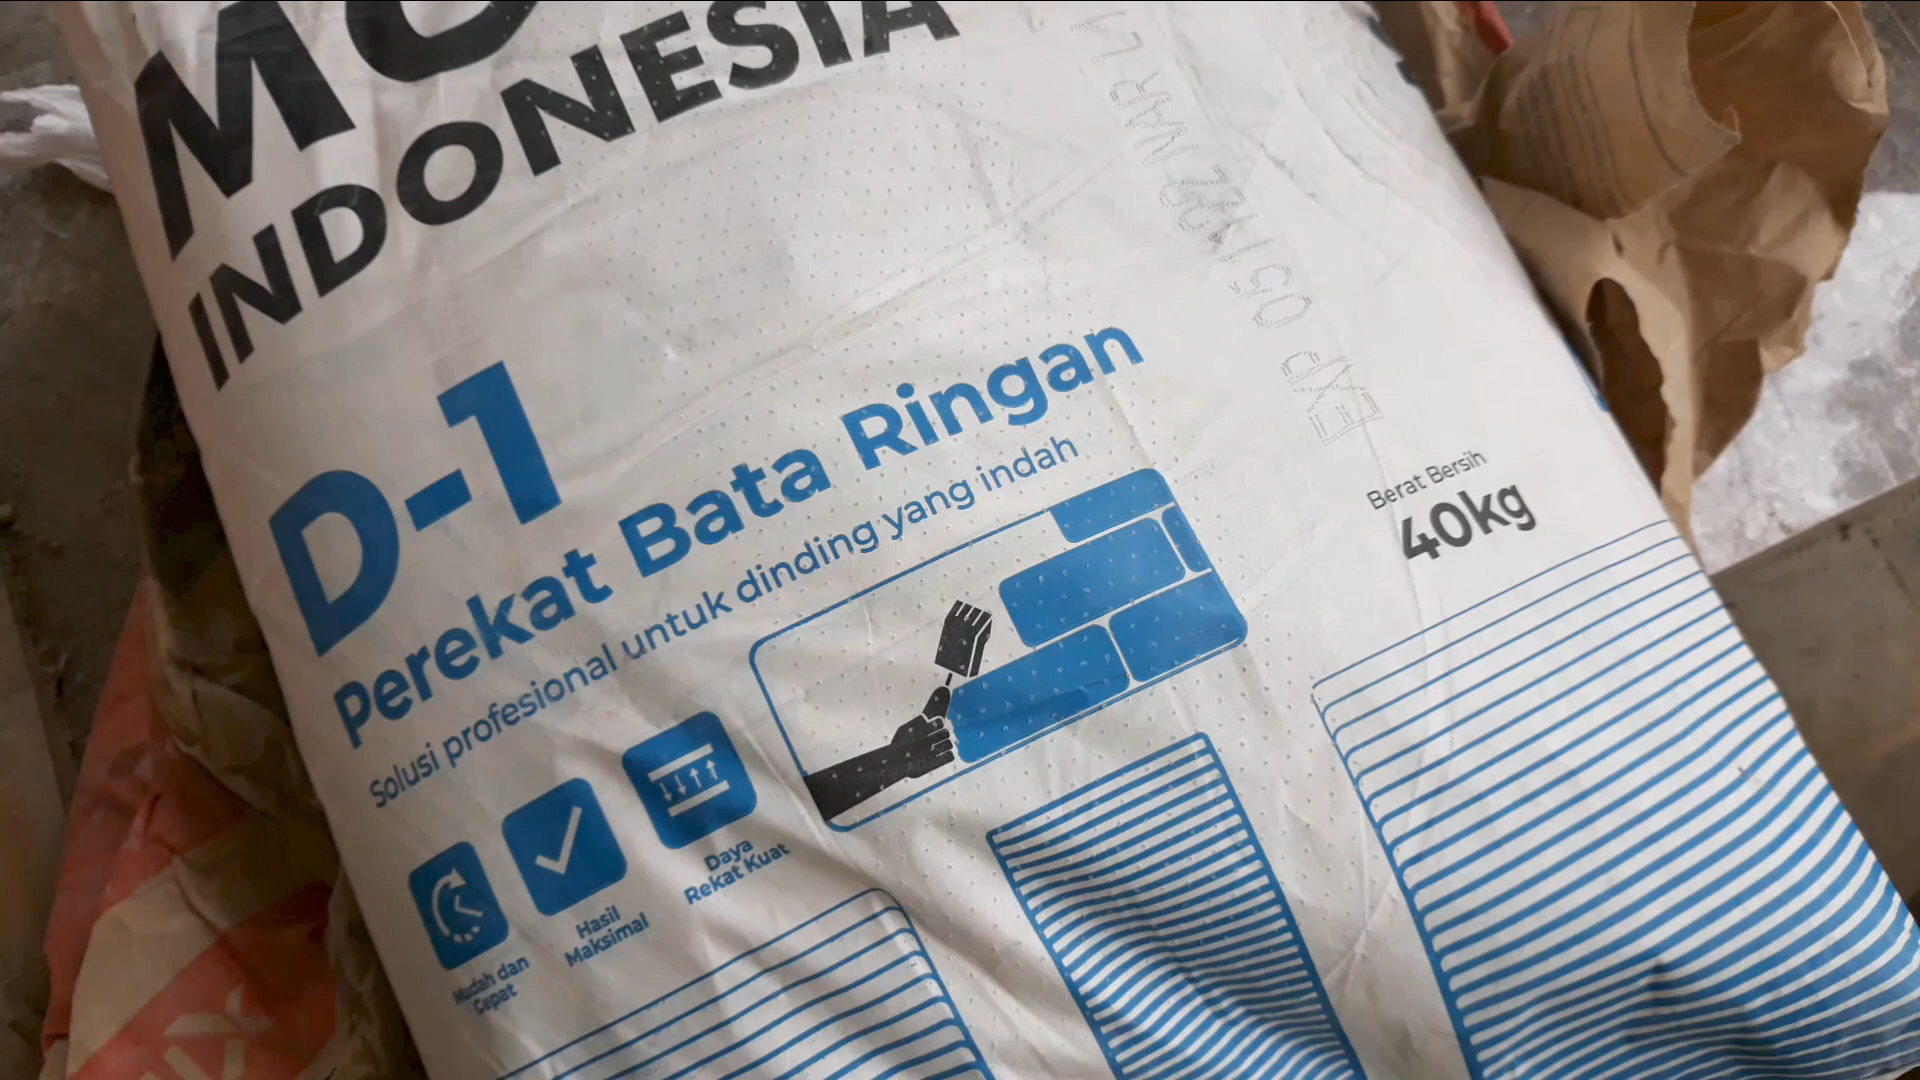 INDONESIA
D-1
Perekat Bata Ringan
Solusi profesional untuk dinding yang indah
Mudah dan
Cepat
Hasil
Maksimal
Daya
Rekat Kuat
Berat Bersih
40kg
EXP